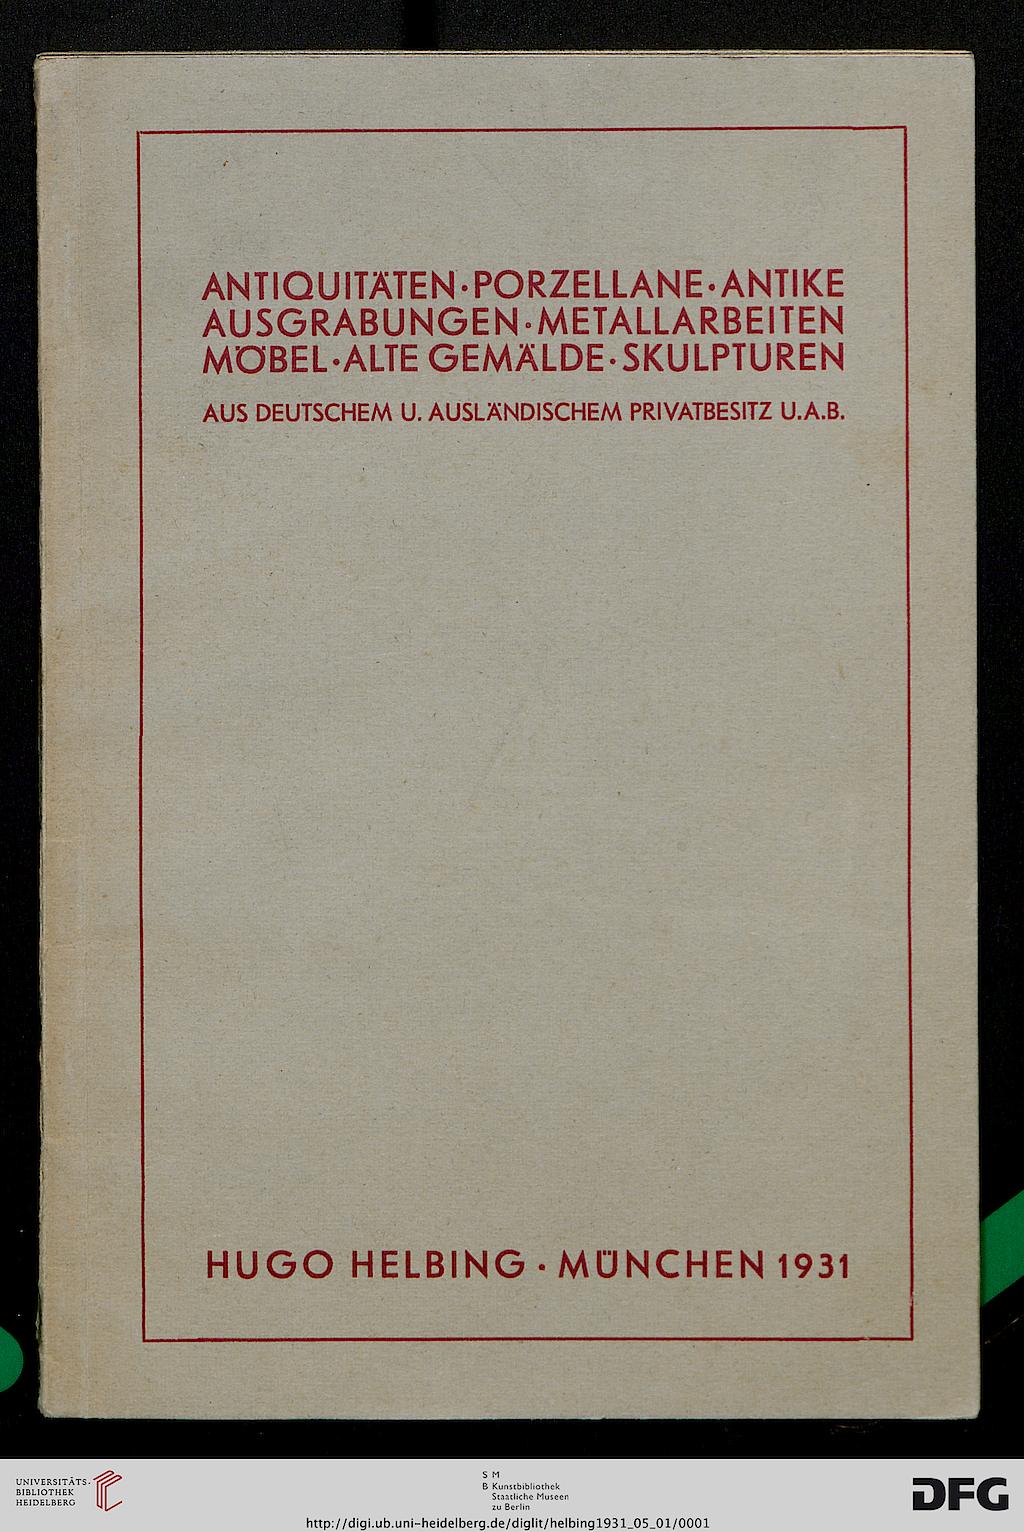 ANTIQUITÄTEN·PORZELLANE·ANTIKE
AUSGRABUNGEN·METALLARBEITEN
MÖBEL·ALTE GEMÄLDE·SKULPTUREN
AUS DEUTSCHEM U. AUSLÄNDISCHEM PRIVATBESITZ U.A.B.
HUGO HELBING · MÜNCHEN 1931
UNIVERSITÄTS-
BIBLIOTHEK
HEIDELBERG
S M
B Kunstbibliothek
Staatliche Museen
zu Berlin
DFG
http://digi.ub.uni-heidelberg.de/diglit/helbing1931_05_01/0001